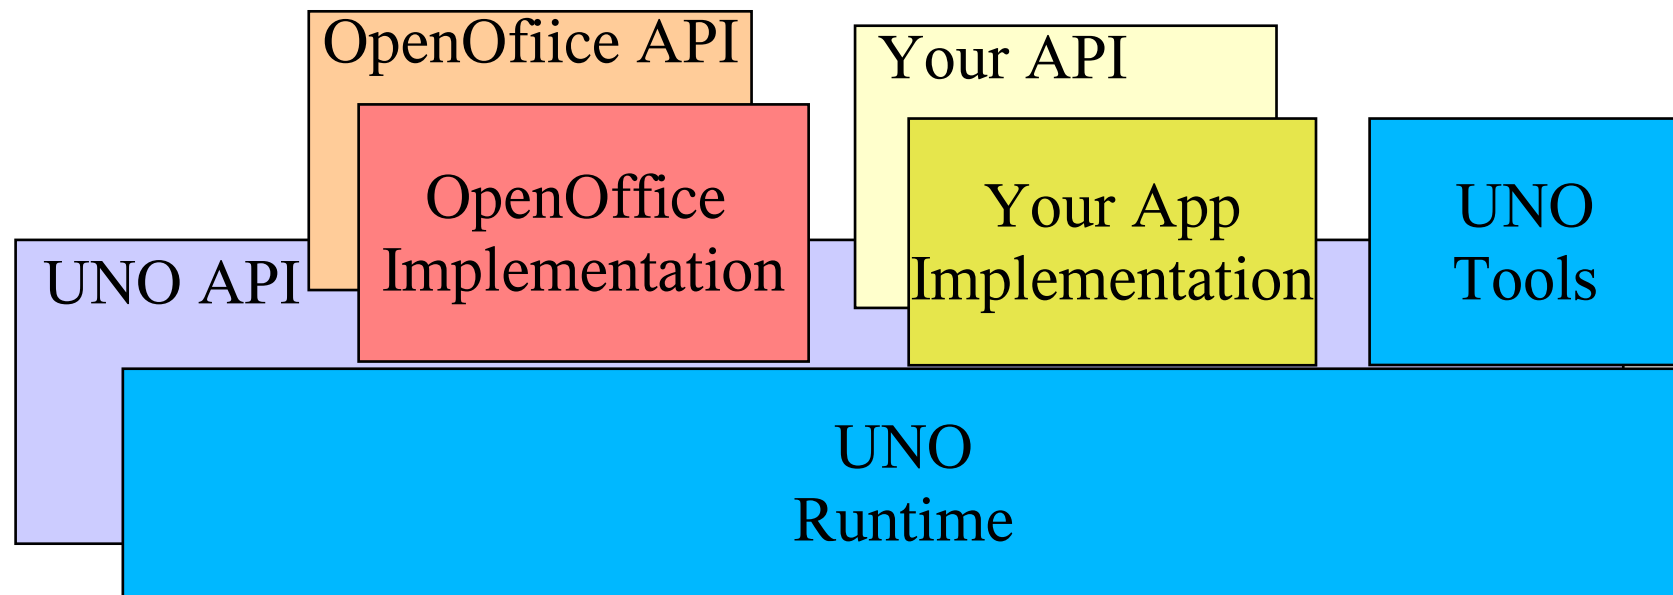 OpenOfiice API
Your API
OpenOffice
Implementation
Your App
Implementation
UNO
Tools
UNO API
UNO
Runtime